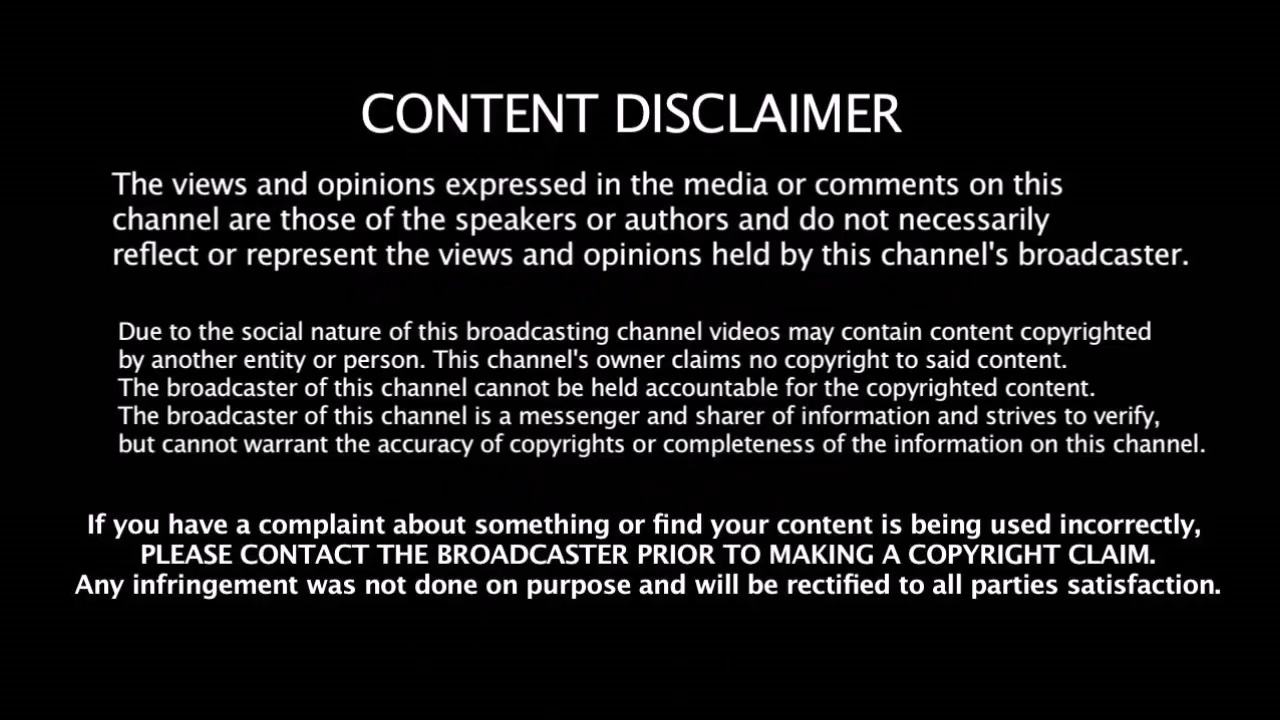 CONTENT DISCLAIMER
The views and opinions expressed in the media or comments on this
channel are those of the speakers or authors and do not necessarily
reflect or represent the views and opinions held by this channel's broadcaster.
Due to the social nature of this broadcasting channel videos may contain content copyrighted
by another entity or person. This channel's owner claims no copyright to said content.
The broadcaster of this channel cannot be held accountable for the copyrighted content.
The broadcaster of this channel is a messenger and sharer of information and strives to verify,
but cannot warrant the accuracy of copyrights or completeness of the information on this channel.
If you have a complaint about something or find your content is being used incorrectly,
PLEASE CONTACT THE BROADCASTER PRIOR TO MAKING A COPYRIGHT CLAIM.
Any infringement was not done on purpose and will be rectified to all parties satisfaction.